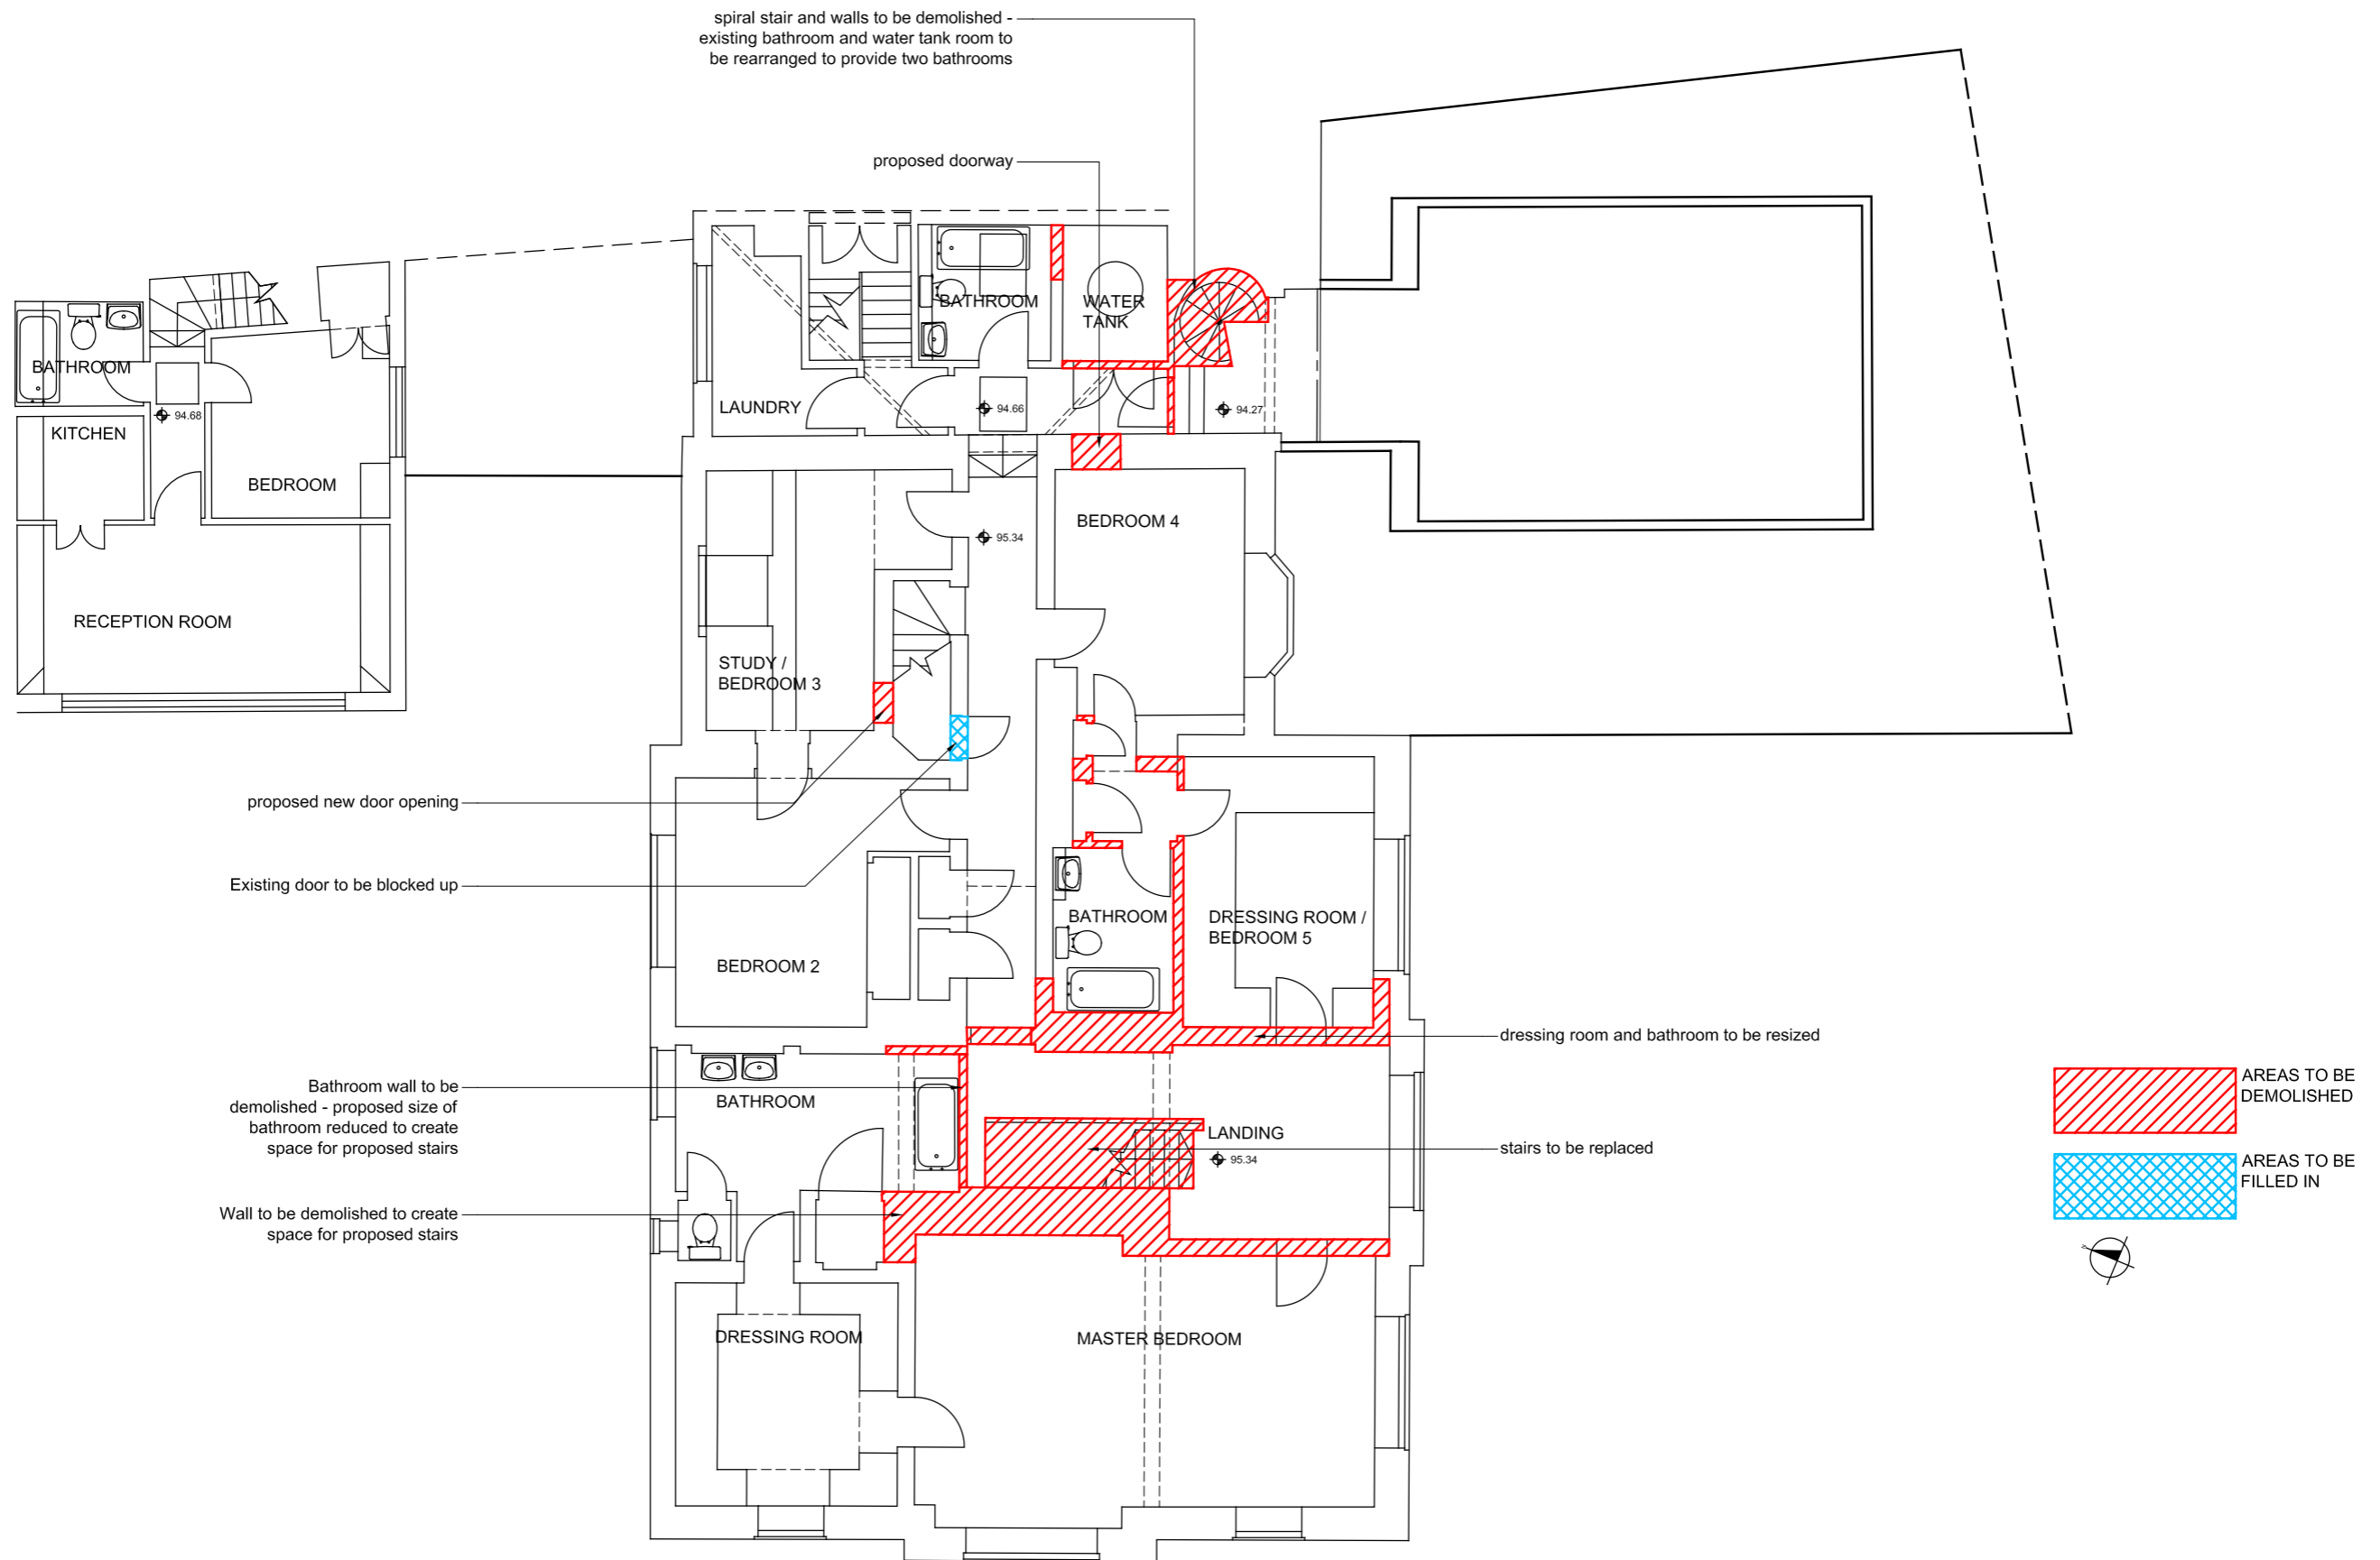 spiral stair and walls to be demolished -
existing bathroom and water tank room to
be rearranged to provide two bathrooms
proposed doorway
BATHROOM
WATER
TANK
BATHROOM
94.68
KITCHEN
LAUNDRY
94.66
94.27
BEDROOM
BEDROOM 4
95.34
RECEPTION ROOM
STUDY /
BEDROOM 3
proposed new door opening
Existing door to be blocked up
BATHROOM
DRESSING ROOM /
BEDROOM 5
BEDROOM 2
dressing room and bathroom to be resized
Bathroom wall to be
demolished - proposed size of
bathroom reduced to create
space for proposed stairs
BATHROOM
LANDING
95.34
stairs to be replaced
AREAS TO BE
DEMOLISHED
AREAS TO BE
FILLED IN
Wall to be demolished to create
space for proposed stairs
DRESSING ROOM
MASTER BEDROOM